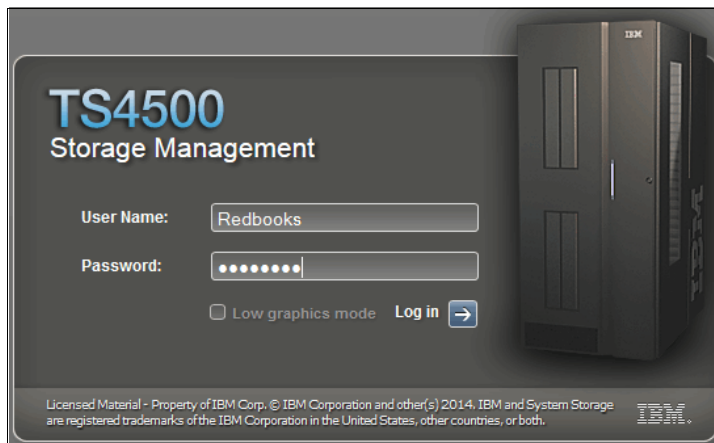 IBM
TS4500
Storage Management
IBM
User Name: Redbooks
Password: ••••••••
Low graphics mode Log in
Licensed Material - Property of IBM Corp. © IBM Corporation and other(s) 2014. IBM and System Storage
are registered trademarks of the IBM Corporation in the United States, other countries, or both.
IBM.